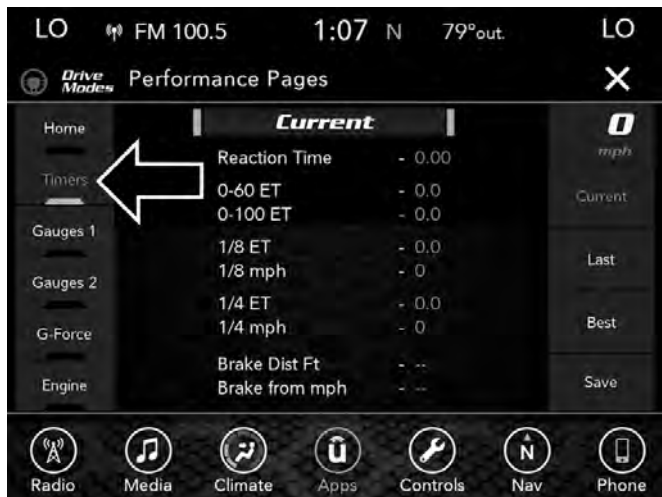 LO FM 100.5 1:07 N 79°out. LO
Drive Modes Performance Pages
Home
Timers
Gauges 1
Gauges 2
G-Force
Engine
Current
Reaction Time - 0.00
0-60 ET - 0.0
0-100 ET - 0.0
1/8 ET - 0.0
1/8 mph - 0
1/4 ET - 0.0
1/4 mph - 0
Brake Dist Ft - --
Brake from mph - --
0
mph
Current
Last
Best
Save
Radio Media Climate Apps Controls Nav Phone